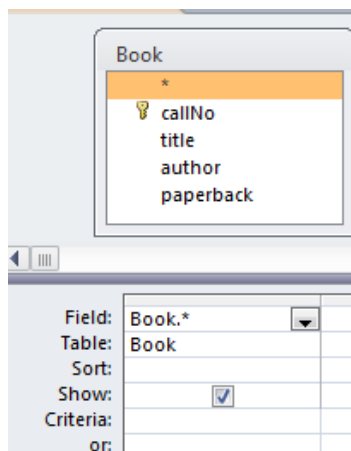 Book
*
callNo
title
author
paperback
Field: Book.*
Table: Book
Sort:
Show:
Criteria:
or: